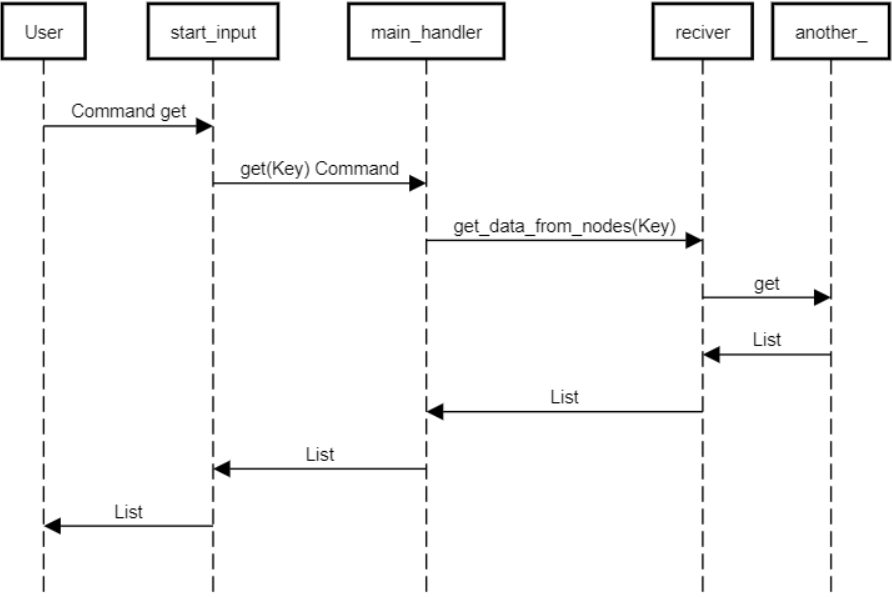 User
start_input
main_handler
reciver
another_
Command get
get(Key) Command
get_data_from_nodes(Key)
get
List
List
List
List